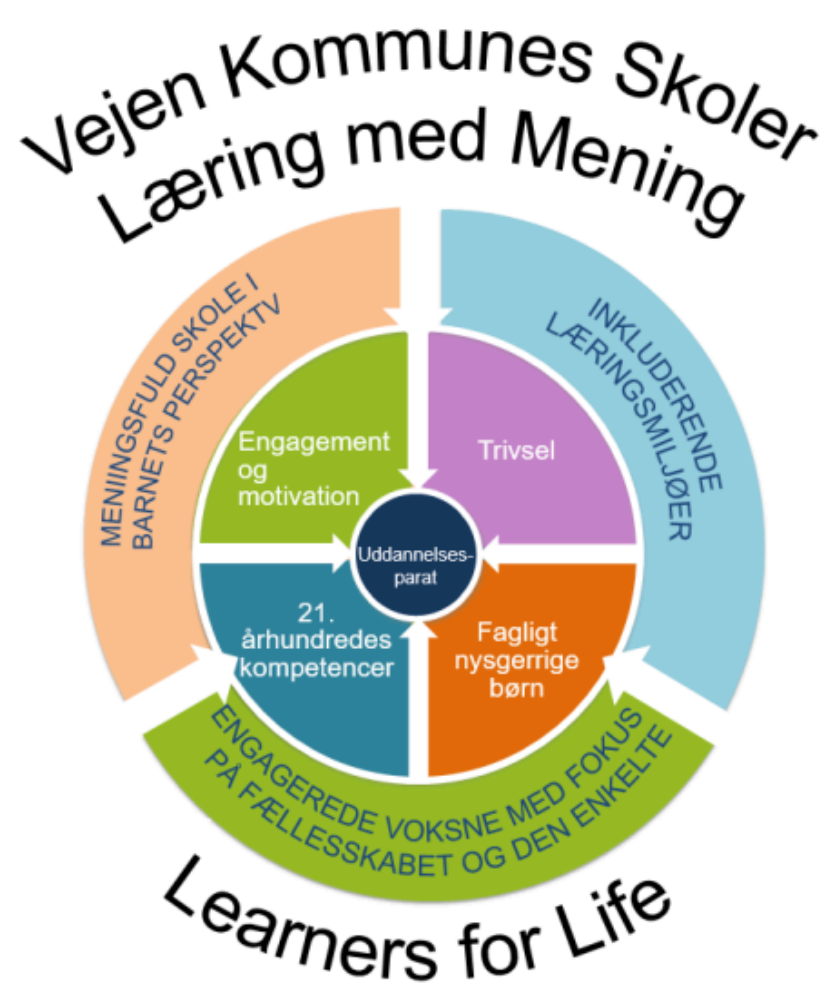 Vejen Kommunes Skoler
Læring med Mening
MENIINGSFULD SKOLE I
BARNETS PERSPEKTV
INKLUDERENDE
LÆRINGSMILJØER
Engagement
og
motivation
Trivsel
Uddannelses-
parat
21.
århundredes
kompetencer
Fagligt
nysgerrige
børn
ENGAGEREDE VOKSNE MED FOKUS
PÅ FÆLLESSKABET OG DEN ENKELTE
Learners for Life